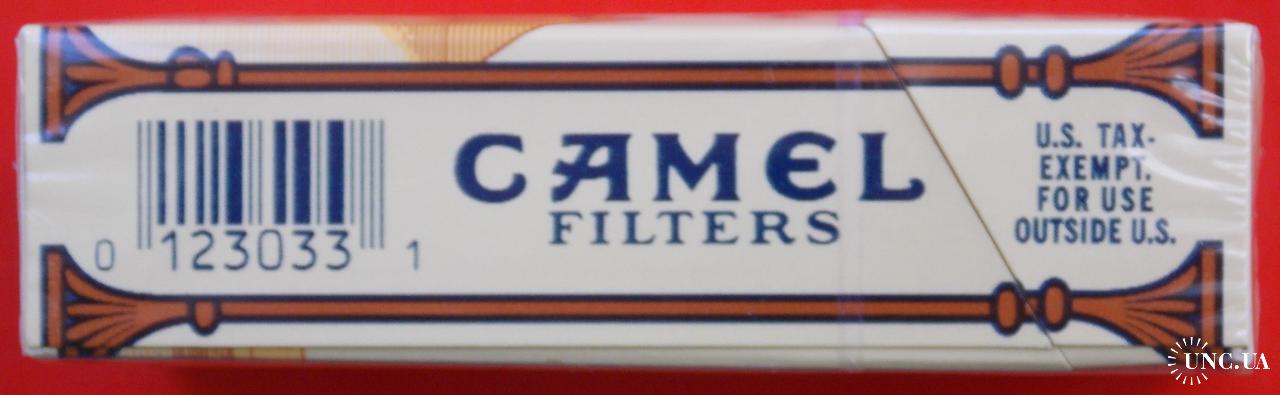 CAMEL
FILTERS
0 123033 1
U.S. TAX-
EXEMPT.
FOR USE
OUTSIDE U.S.
UNC.UA